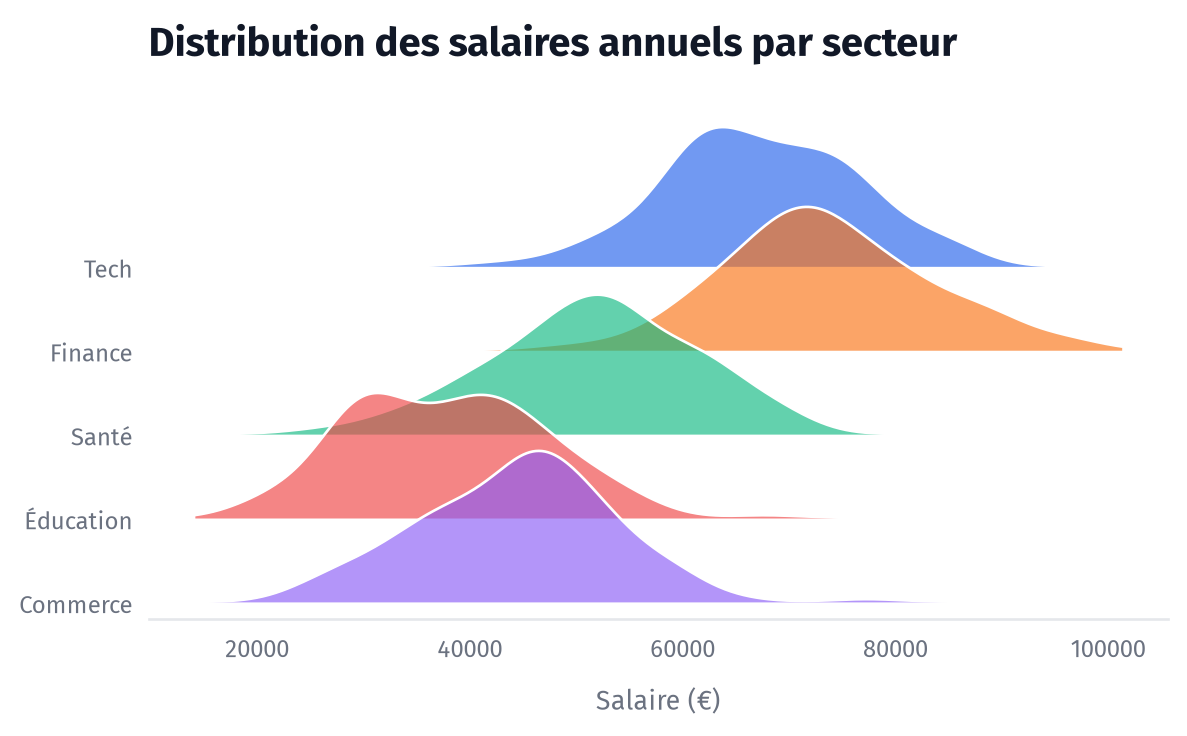 Distribution des salaires annuels par secteur
Tech
Finance
Santé
Éducation
Commerce
20000 40000 60000 80000 100000
Salaire (€)